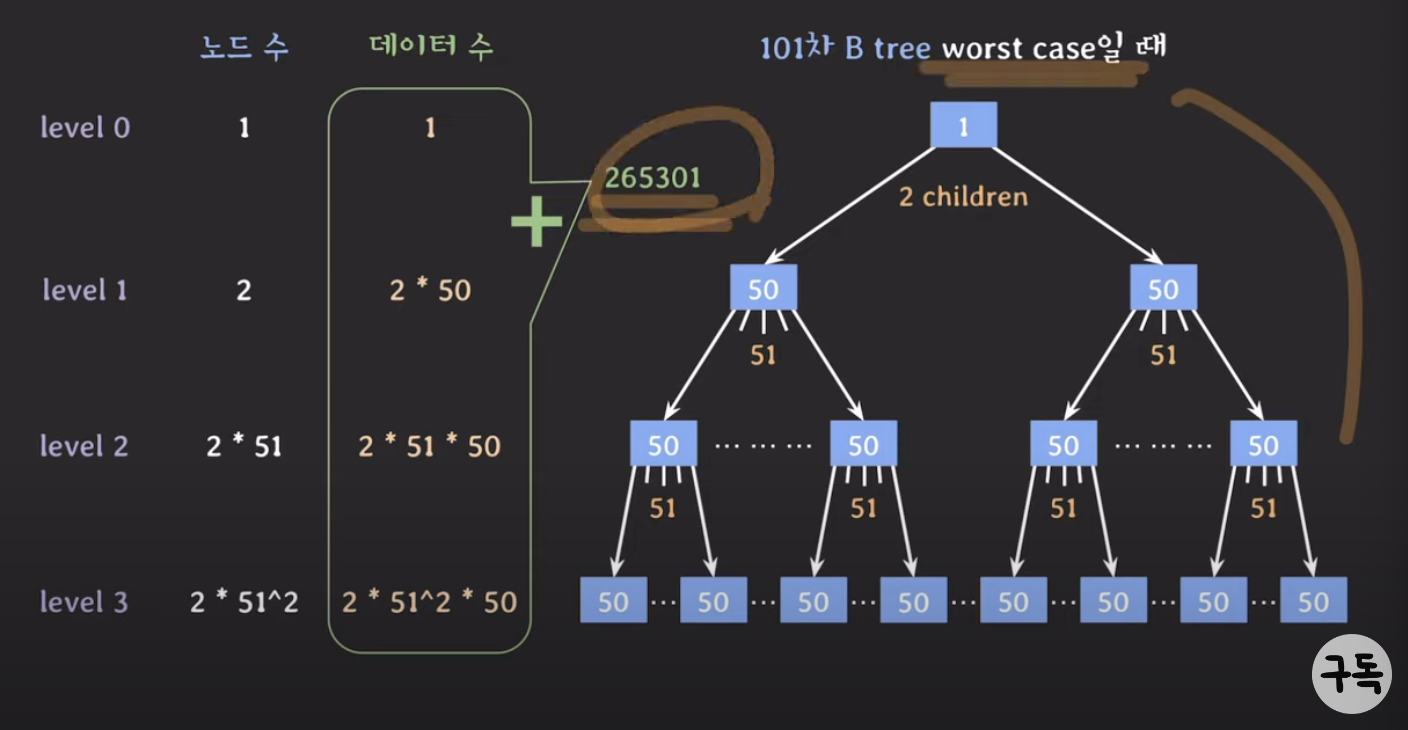 노드 수 데이터 수 101차 B tree worst case일 때
level 0 1 1 1
265301
2 children
level 1 2 2 * 50 50 50
51 51
level 2 2 * 51 2 * 51 * 50 50 ... ... ... 50 50 ... ... ... 50
51 51 51 51
level 3 2 * 51^2 2 * 51^2 * 50 50 ... 50 ... 50 ... 50 ... 50 ... 50 ... 50 ... 50
+
구독